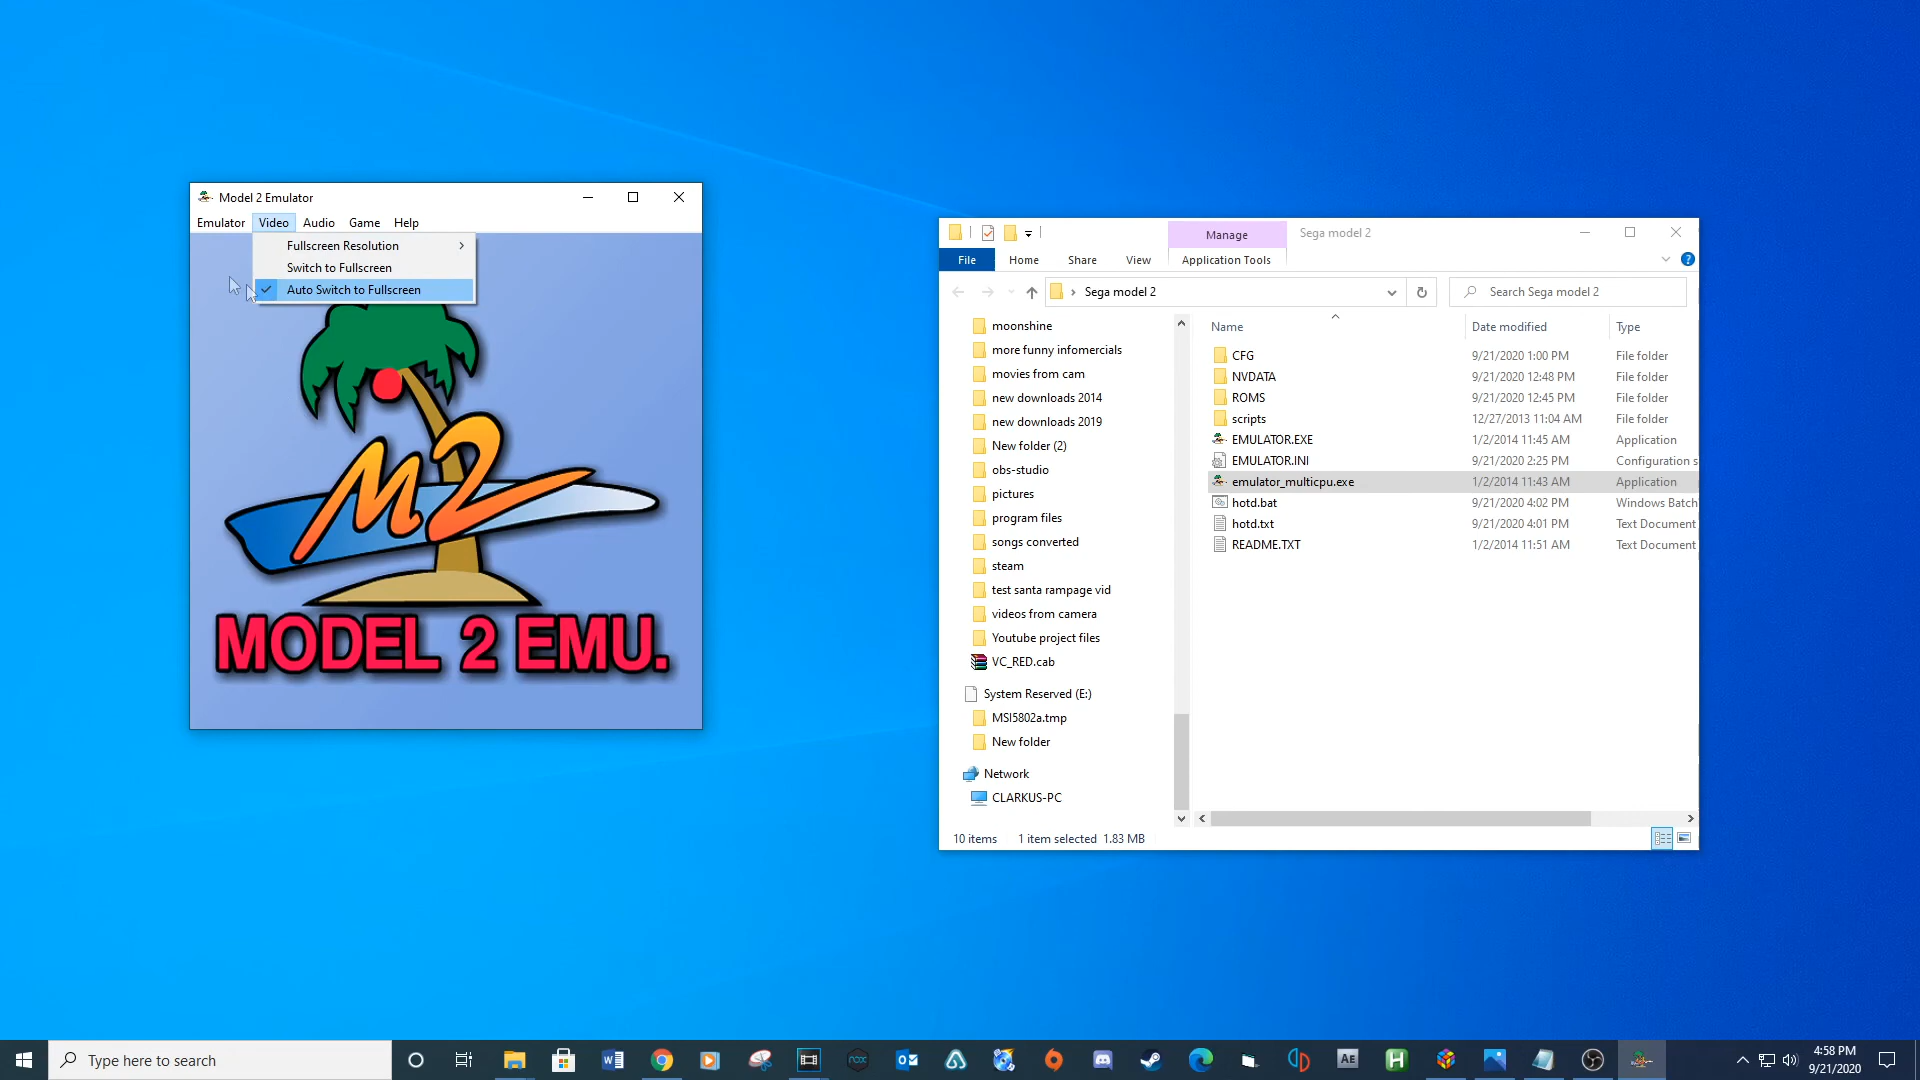 Model 2 Emulator
Emulator Video Audio Game Help
Fullscreen Resolution
Switch to Fullscreen
Auto Switch to Fullscreen
M2
MODEL 2 EMU.
Manage Sega model 2
File Home Share View Application Tools
Sega model 2 Search Sega model 2
moonshine
more funny infomercials
movies from cam
new downloads 2014
new downloads 2019
New folder (2)
obs-studio
pictures
program files
songs converted
steam
test santa rampage vid
videos from camera
Youtube project files
VC_RED.cab
System Reserved (E:)
MSI5802a.tmp
New folder
Network
CLARKUS-PC
Name Date modified Type
CFG 9/21/2020 1:00 PM File folder
NVDATA 9/21/2020 12:48 PM File folder
ROMS 9/21/2020 12:45 PM File folder
scripts 12/27/2013 11:04 AM File folder
EMULATOR.EXE 1/2/2014 11:45 AM Application
EMULATOR.INI 9/21/2020 2:25 PM Configuration s
emulator_multicpu.exe 1/2/2014 11:43 AM Application
hotd.bat 9/21/2020 4:02 PM Windows Batch
hotd.txt 9/21/2020 4:01 PM Text Document
README.TXT 1/2/2014 11:51 AM Text Document
10 items 1 item selected 1.83 MB
Type here to search
nox
AE
H
4:58 PM
9/21/2020